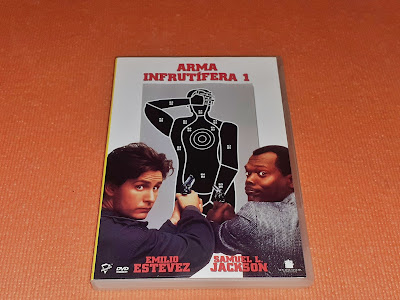 ARMA
INFRUTÍFERA 1
EMILIO
ESTEVEZ
SAMUEL L.
JACKSON
DVD